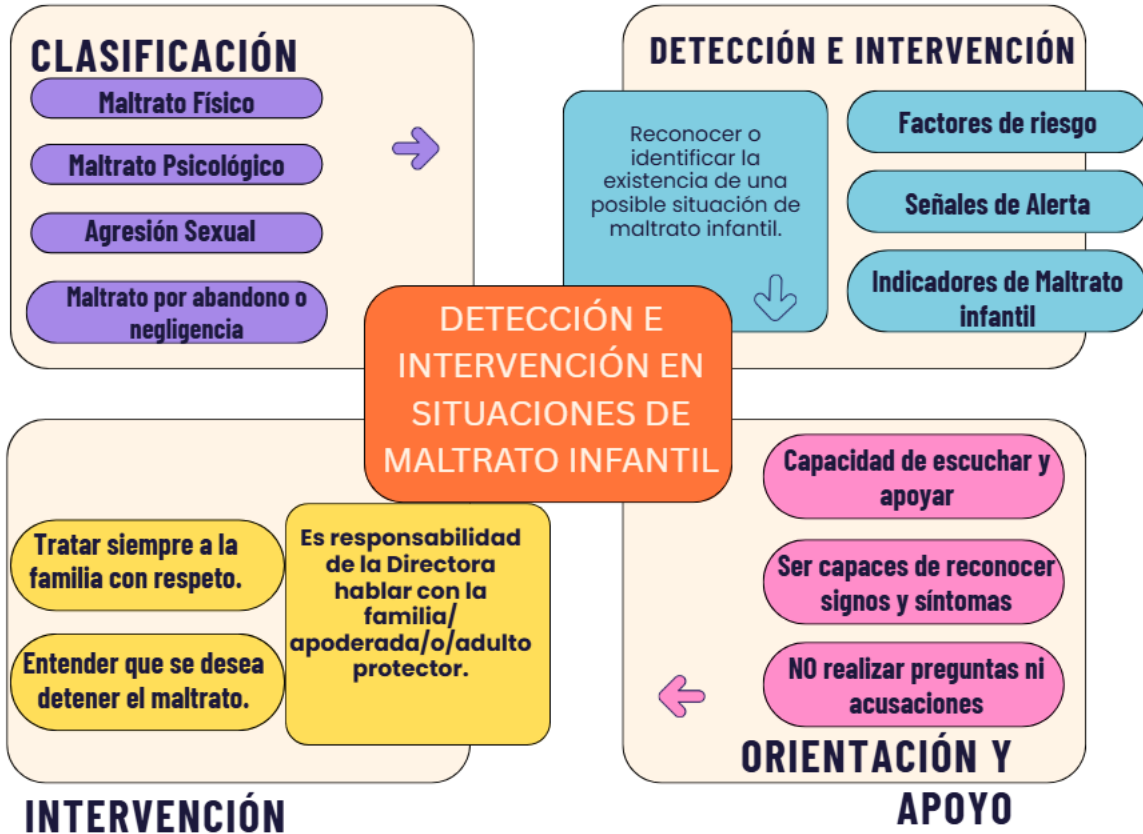 CLASIFICACIÓN
Maltrato Físico
Maltrato Psicológico
Agresión Sexual
Maltrato por abandono o
negligencia
DETECCIÓN E INTERVENCIÓN
Reconocer o
identificar la
existencia de una
posible situación de
maltrato infantil.
Factores de riesgo
Señales de Alerta
Indicadores de Maltrato
infantil
DETECCIÓN E
INTERVENCIÓN EN
SITUACIONES DE
MALTRATO INFANTIL
Capacidad de escuchar y
apoyar
Ser capaces de reconocer
signos y síntomas
NO realizar preguntas ni
acusaciones
ORIENTACIÓN Y
APOYO
Tratar siempre a la
familia con respeto.
Entender que se desea
detener el maltrato.
Es responsabilidad
de la Directora
hablar con la
familia/
apoderada/o/adulto
protector.
INTERVENCIÓN